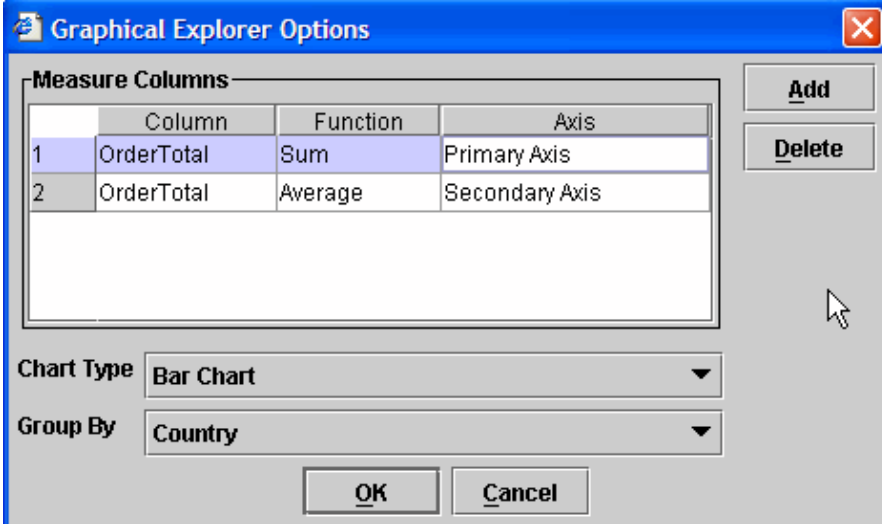 Graphical Explorer Options
Measure Columns
Add
Column Function Axis
1 OrderTotal Sum Primary Axis
Delete
2 OrderTotal Average Secondary Axis
Chart Type Bar Chart
Group By Country
OK Cancel